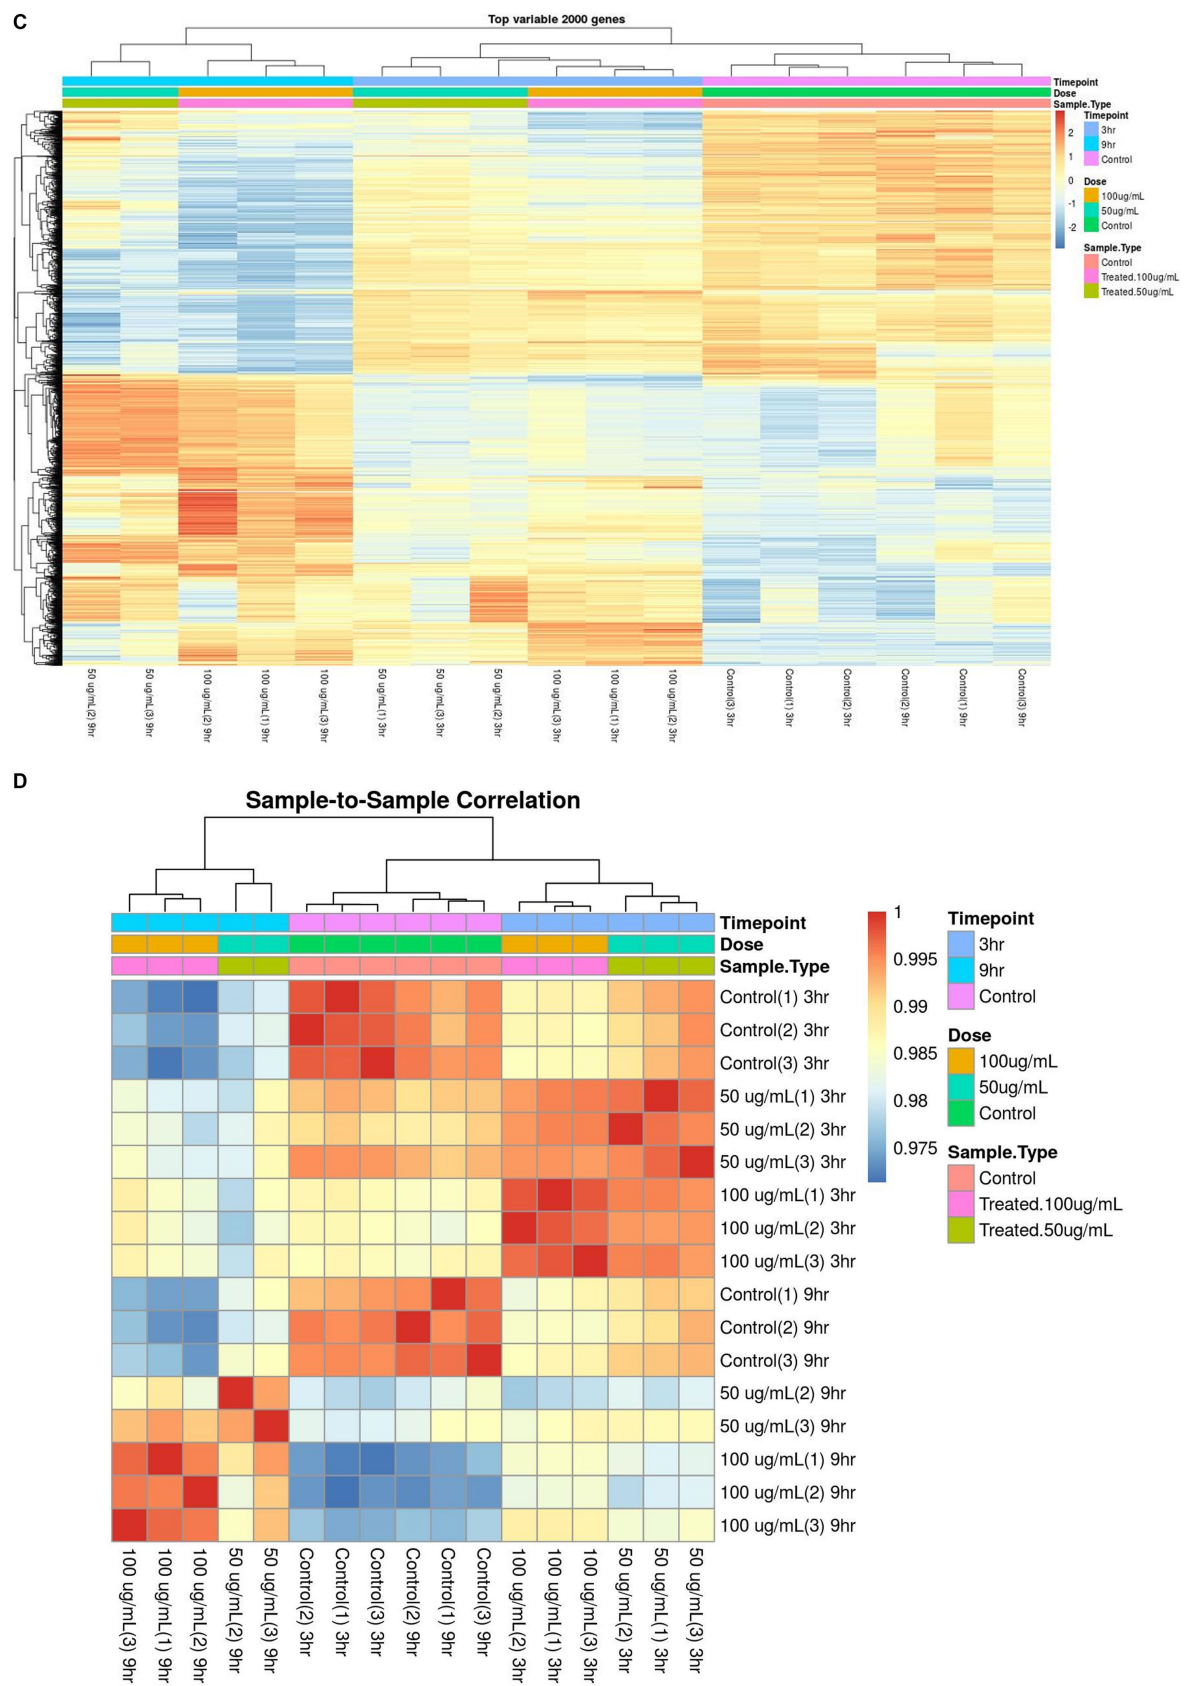 C
Top variable 2000 genes
Timepoint
Dose
Sample.Type
2
1
0
-1
-2
Timepoint
3hr
9hr
Control
Dose
100ug/mL
50ug/mL
Control
Sample.Type
Control
Treated.100ug/mL
Treated.50ug/mL
50 ug/mL(2) 9hr
50 ug/mL(3) 9hr
100 ug/mL(2) 9hr
100 ug/mL(1) 9hr
100 ug/mL(3) 9hr
50 ug/mL(1) 3hr
50 ug/mL(3) 3hr
50 ug/mL(2) 3hr
100 ug/mL(3) 3hr
100 ug/mL(1) 3hr
100 ug/mL(2) 3hr
Control(3) 3hr
Control(1) 3hr
Control(2) 3hr
Control(2) 9hr
Control(1) 9hr
Control(3) 9hr
D
Sample-to-Sample Correlation
Timepoint
Dose
Sample.Type
Control(1) 3hr
Control(2) 3hr
Control(3) 3hr
50 ug/mL(1) 3hr
50 ug/mL(2) 3hr
50 ug/mL(3) 3hr
100 ug/mL(1) 3hr
100 ug/mL(2) 3hr
100 ug/mL(3) 3hr
Control(1) 9hr
Control(2) 9hr
Control(3) 9hr
50 ug/mL(2) 9hr
50 ug/mL(3) 9hr
100 ug/mL(1) 9hr
100 ug/mL(2) 9hr
100 ug/mL(3) 9hr
1
0.995
0.99
0.985
0.98
0.975
Timepoint
3hr
9hr
Control
Dose
100ug/mL
50ug/mL
Control
Sample.Type
Control
Treated.100ug/mL
Treated.50ug/mL
100 ug/mL(3) 9hr
100 ug/mL(1) 9hr
100 ug/mL(2) 9hr
50 ug/mL(2) 9hr
50 ug/mL(3) 9hr
Control(2) 3hr
Control(1) 3hr
Control(3) 3hr
Control(2) 9hr
Control(1) 9hr
Control(3) 9hr
100 ug/mL(2) 3hr
100 ug/mL(1) 3hr
100 ug/mL(3) 3hr
50 ug/mL(2) 3hr
50 ug/mL(1) 3hr
50 ug/mL(3) 3hr